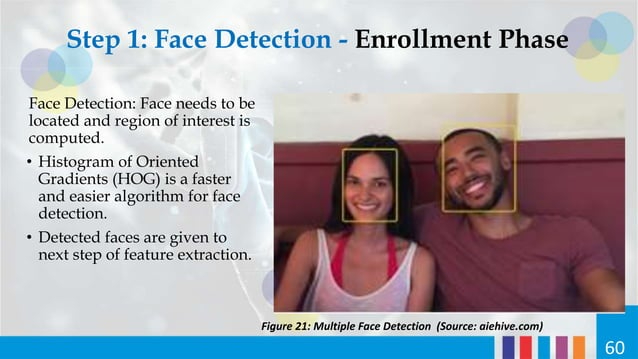 Step 1: Face Detection - Enrollment Phase
Face Detection: Face needs to be
located and region of interest is
computed.
• Histogram of Oriented
Gradients (HOG) is a faster
and easier algorithm for face
detection.
• Detected faces are given to
next step of feature extraction.
Figure 21: Multiple Face Detection (Source: aiehive.com)
60